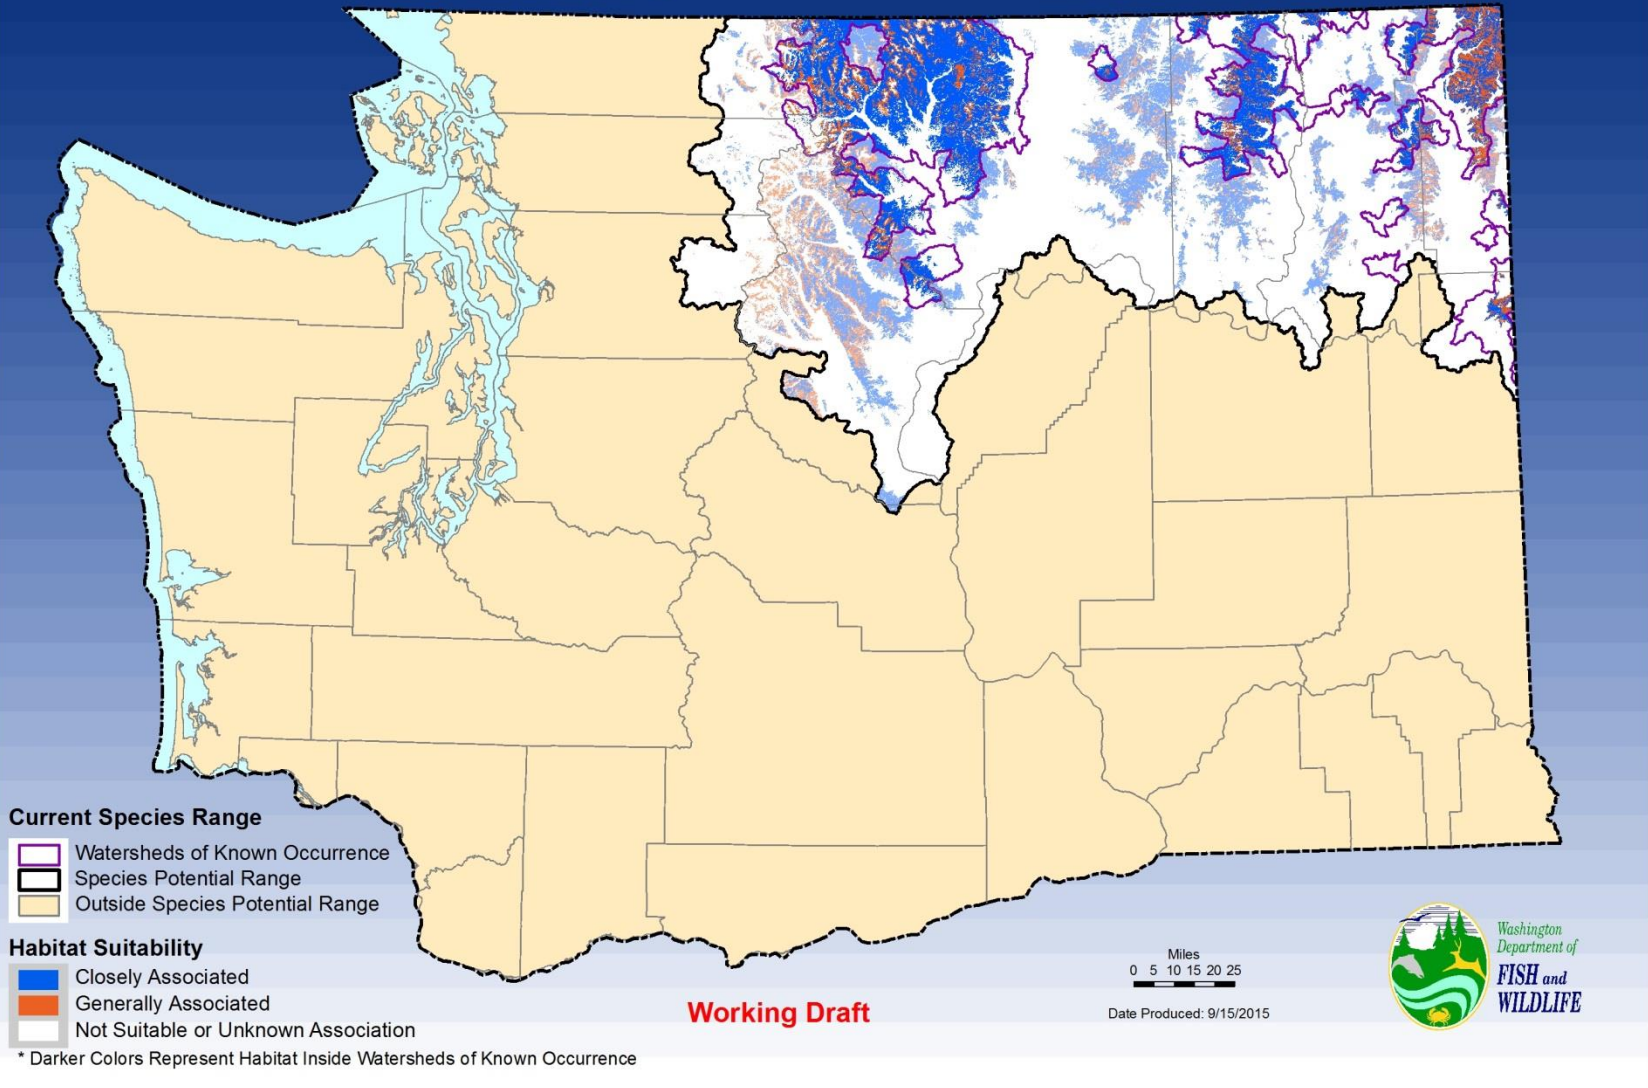 Current Species Range
Watersheds of Known Occurrence
Species Potential Range
Outside Species Potential Range
Habitat Suitability
Closely Associated
Generally Associated
Not Suitable or Unknown Association
* Darker Colors Represent Habitat Inside Watersheds of Known Occurrence
Working Draft
Miles
0 5 10 15 20 25
Date Produced: 9/15/2015
Washington
Department of
FISH and
WILDLIFE